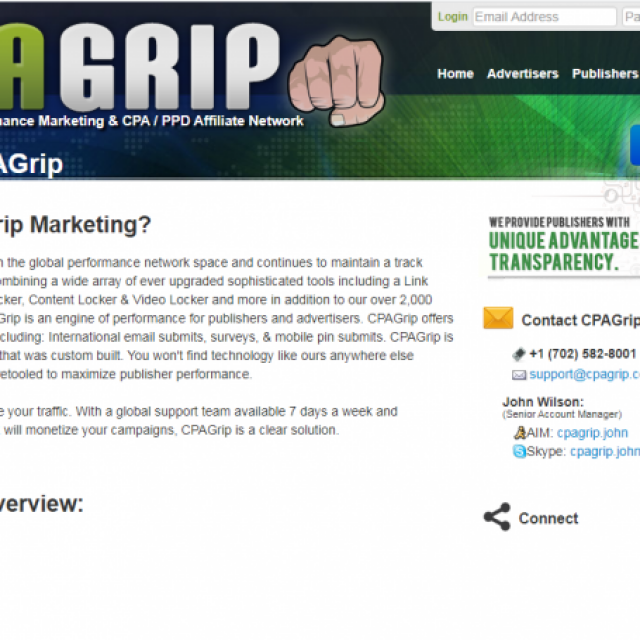 Login Email Address Pa
AGRIP
Home Advertisers Publishers
nance Marketing & CPA / PPD Affiliate Network
AGrip
rip Marketing?
n the global performance network space and continues to maintain a track
ombining a wide array of ever upgraded sophisticated tools including a Link
cker, Content Locker & Video Locker and more in addition to our over 2,000
Grip is an engine of performance for publishers and advertisers. CPAGrip offers
cluding: International email submits, surveys, & mobile pin submits. CPAGrip is
that was custom built. You won't find technology like ours anywhere else
retooled to maximize publisher performance.
e your traffic. With a global support team available 7 days a week and
will monetize your campaigns, CPAGrip is a clear solution.
verview:
WE PROVIDE PUBLISHERS WITH
UNIQUE ADVANTAGE
TRANSPARENCY.
Contact CPAGrip
+1 (702) 582-8001
support@cpagrip.c
John Wilson:
(Senior Account Manager)
AIM: cpagrip.john
Skype: cpagrip.john
Connect